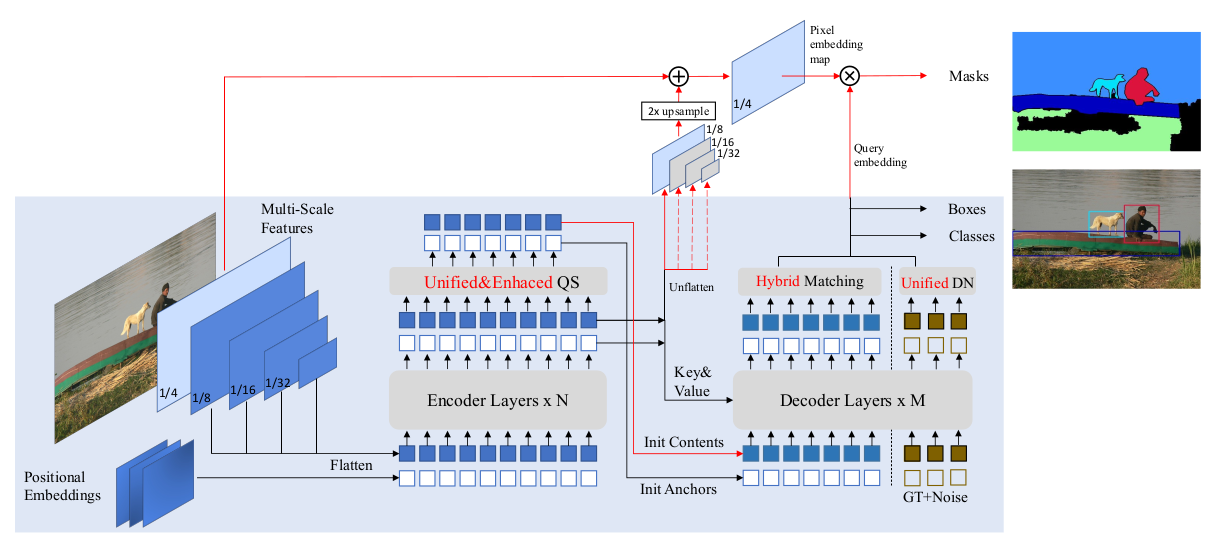 Pixel
embedding
map
Masks
1/4
2x upsample
1/8
1/16
1/32
Query
embedding
Multi-Scale
Features
Boxes
Classes
Unified&Enhaced QS
Unflatten
Hybrid Matching
Unified DN
1/4
1/8
1/16
1/32
Key&
Value
Encoder Layers x N
Decoder Layers x M
Init Contents
Flatten
Positional
Embeddings
Init Anchors
GT+Noise